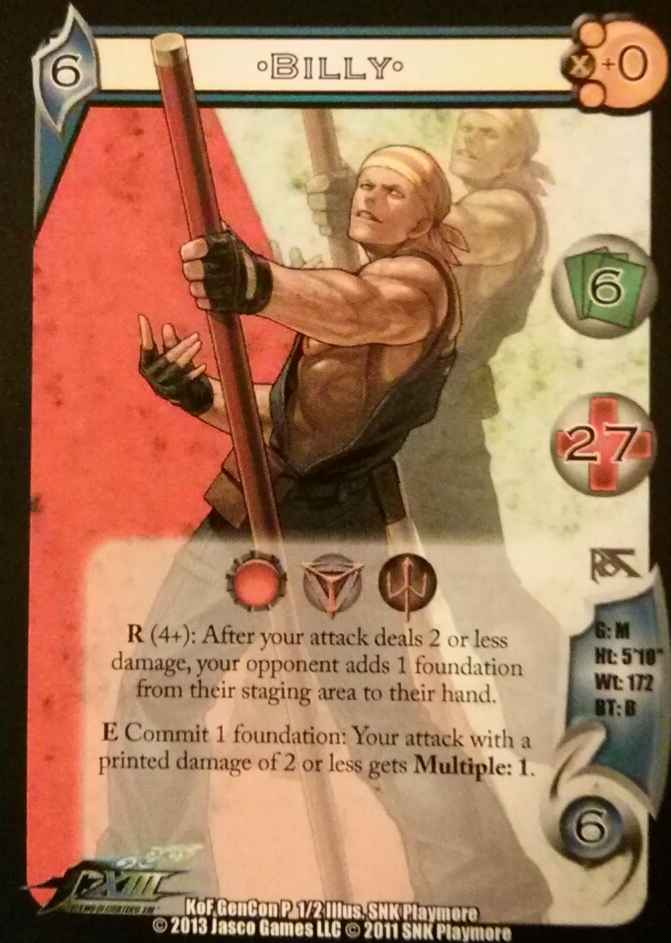 6
·BILLY·
X +0
6
27
R (4+): After your attack deals 2 or less
damage, your opponent adds 1 foundation
from their staging area to their hand.
E Commit 1 foundation: Your attack with a
printed damage of 2 or less gets Multiple: 1.
G: M
Ht: 5'10"
Wt: 172
BT: B
6
XIII
KoF.GenCon P. 1/2 Illus. SNK Playmore
© 2013 Jasco Games LLC © 2011 SNK Playmore